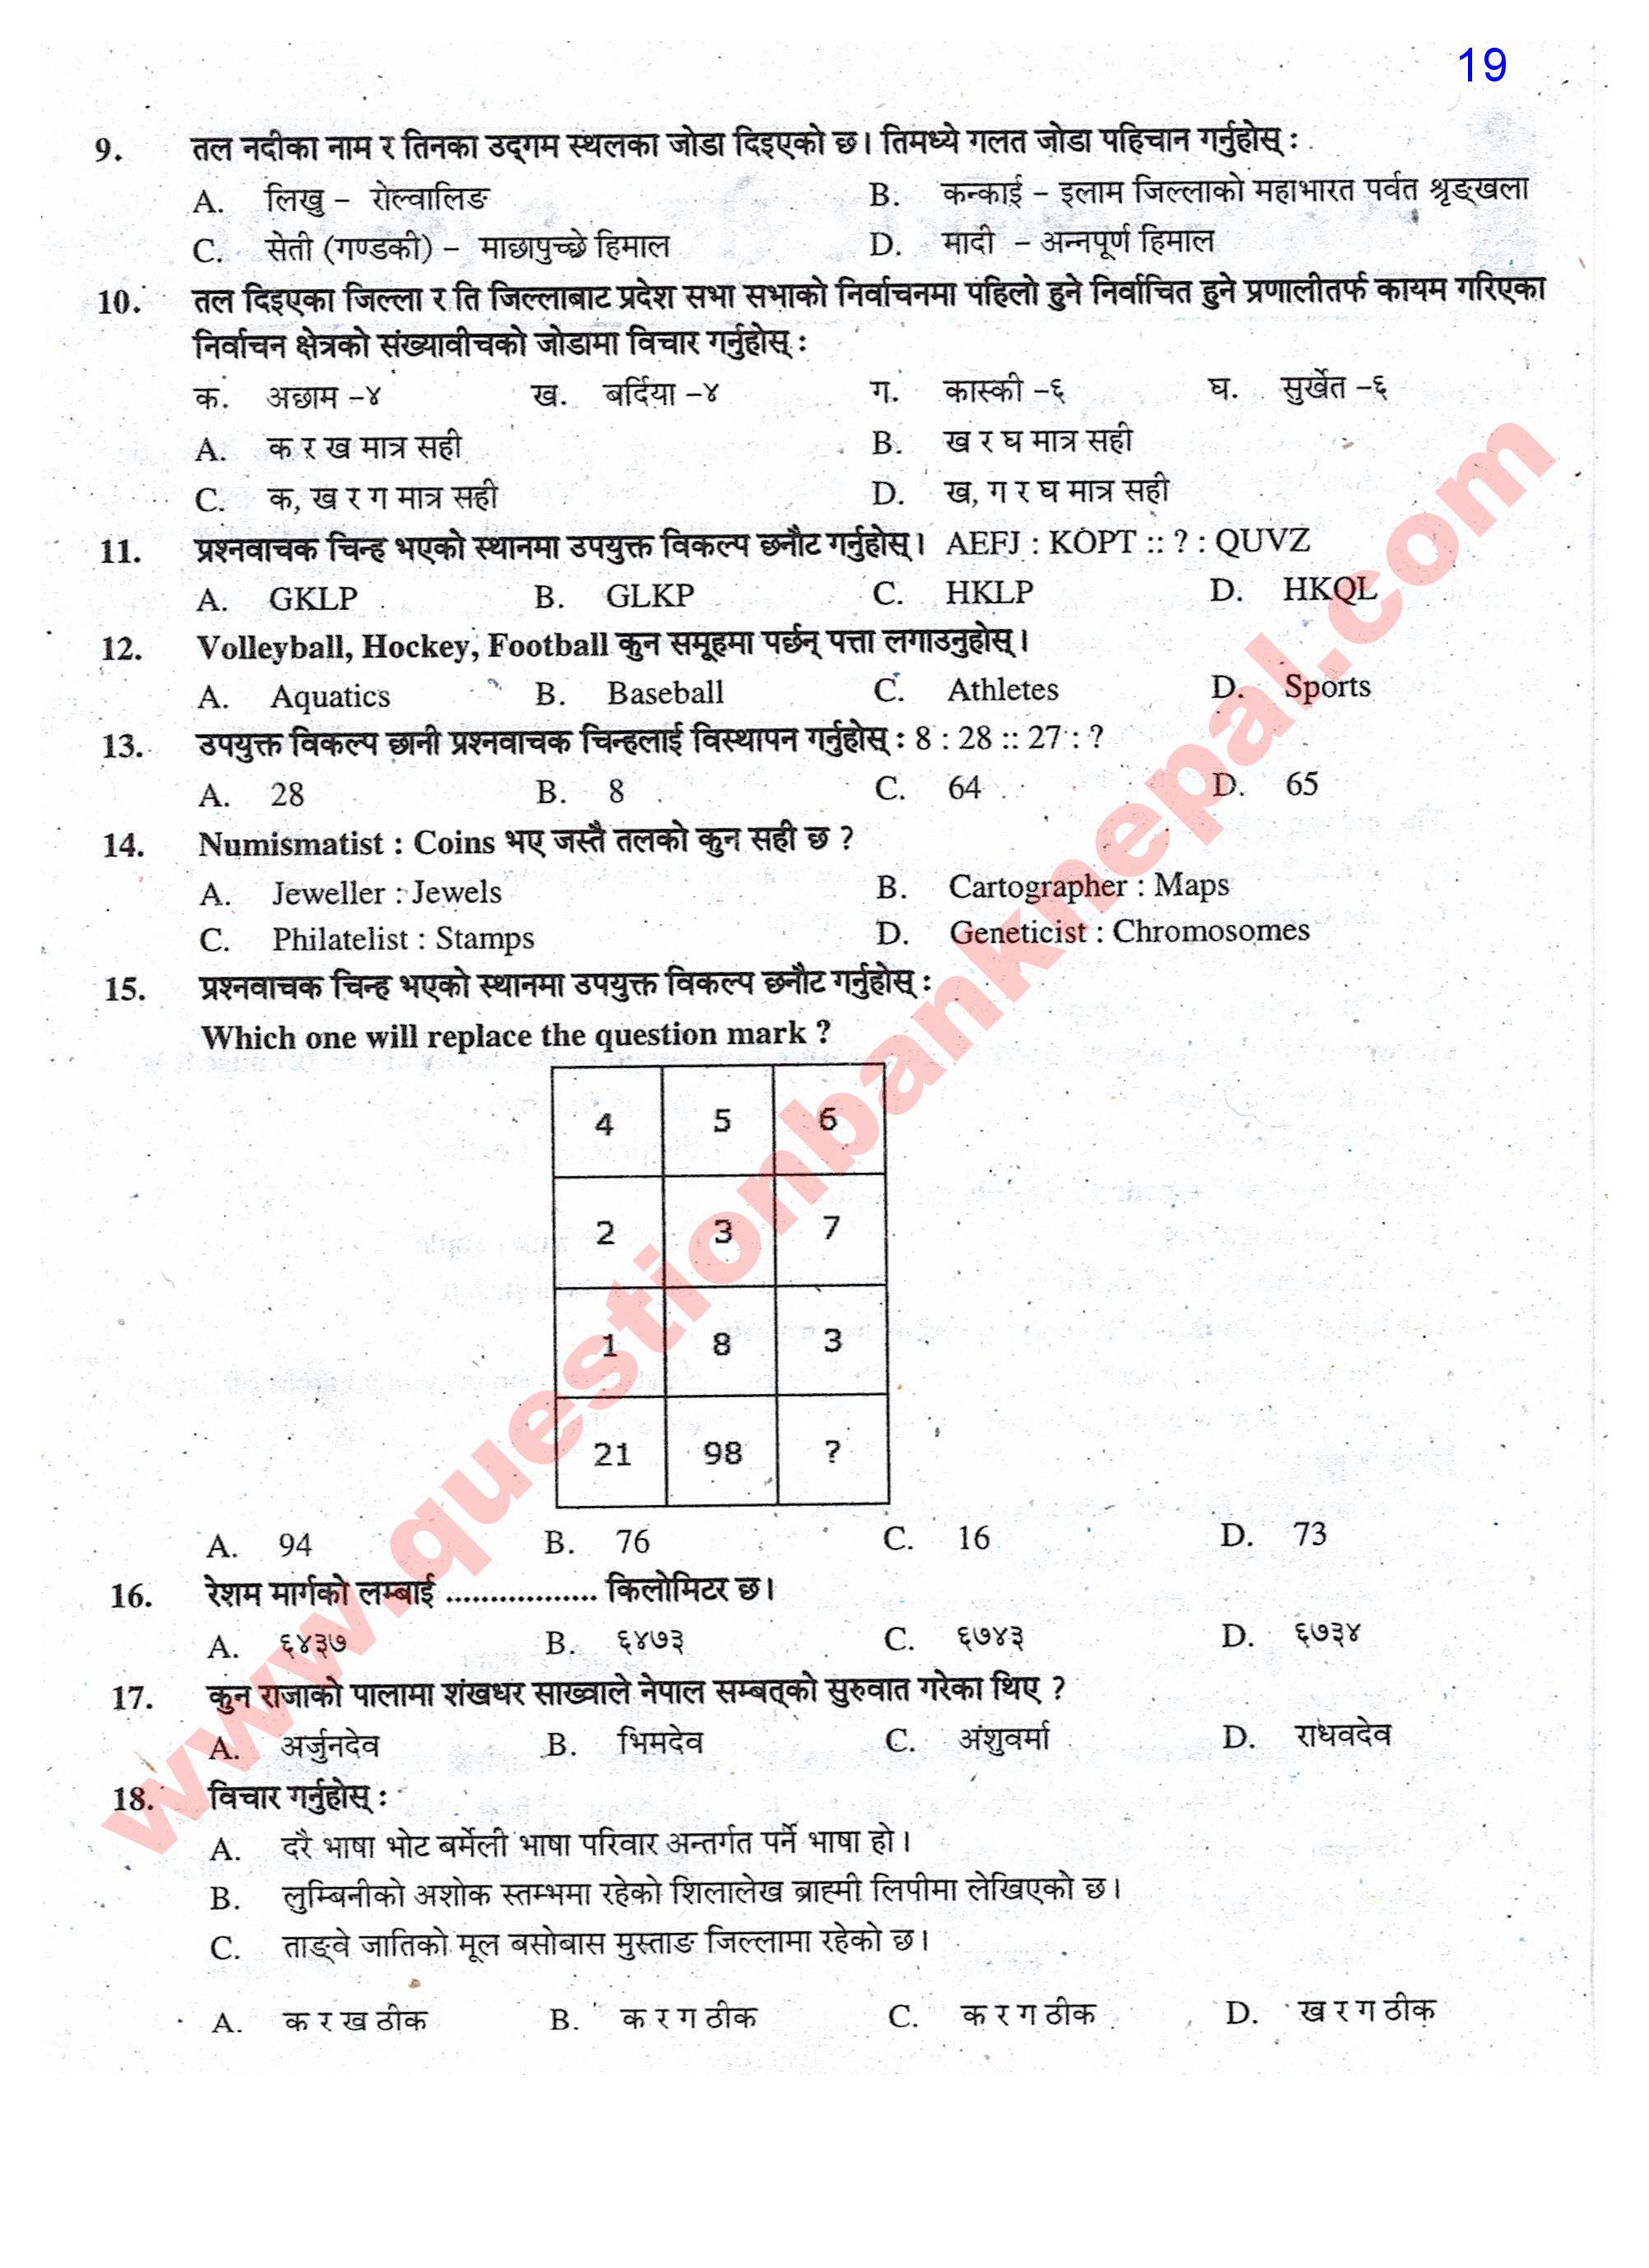 19
9. तल नदीका नाम र तिनका उद्‌गम स्थलका जोडा दिइएको छ। तिमध्ये गलत जोडा पहिचान गर्नुहोस् :
A. लिखु – रोल्वालिङ B. कन्काई – इलाम जिल्लाको महाभारत पर्वत श्रृङ्खला
C. सेती (गण्डकी) – माछापुच्छे हिमाल D. मादी – अन्नपूर्ण हिमाल
10. तल दिइएका जिल्ला र ति जिल्लाबाट प्रदेश सभा सभाको निर्वाचनमा पहिलो हुने निर्वाचित हुने प्रणालीतर्फ कायम गरिएका
निर्वाचन क्षेत्रको संख्यावीचको जोडामा विचार गर्नुहोस् :
क. अछाम –४ ख. बर्दिया –४ ग. कास्की –६ घ. सुर्खेत –६
A. क र ख मात्र सही B. ख र घ मात्र सही
C. क, ख र ग मात्र सही D. ख, ग र घ मात्र सही
11. प्रश्नवाचक चिन्ह भएको स्थानमा उपयुक्त विकल्प छनौट गर्नुहोस्। AEFJ : KOPT :: ? : QUVZ
A. GKLP B. GLKP C. HKLP D. HKQL
12. Volleyball, Hockey, Football कुन समूहमा पर्छन् पत्ता लगाउनुहोस्।
A. Aquatics B. Baseball C. Athletes D. Sports
13. उपयुक्त विकल्प छानी प्रश्नवाचक चिन्हलाई विस्थापन गर्नुहोस् : 8 : 28 :: 27 : ?
A. 28 B. 8 C. 64 D. 65
14. Numismatist : Coins भए जस्तै तलको कुन सही छ ?
A. Jeweller : Jewels B. Cartographer : Maps
C. Philatelist : Stamps D. Geneticist : Chromosomes
15. प्रश्नवाचक चिन्ह भएको स्थानमा उपयुक्त विकल्प छनौट गर्नुहोस् :
Which one will replace the question mark ?
4 5 6
2 3 7
1 8 3
21 98 ?
A. 94 B. 76 C. 16 D. 73
16. रेशम मार्गको लम्बाई ................. किलोमिटर छ।
A. ६४३७ B. ६४७३ C. ६७४३ D. ६७३४
17. कुन राजाको पालामा शंखधर साख्वाले नेपाल सम्बत्‌को सुरुवात गरेका थिए ?
A. अर्जुनदेव B. भिमदेव C. अंशुवर्मा D. राधवदेव
18. विचार गर्नुहोस् :
A. दरै भाषा भोट बर्मेली भाषा परिवार अन्तर्गत पर्ने भाषा हो।
B. लुम्बिनीको अशोक स्तम्भमा रहेको शिलालेख ब्राह्मी लिपीमा लेखिएको छ।
C. ताङ्वे जातिको मूल बसोबास मुस्ताङ जिल्लामा रहेको छ।
A. क र ख ठीक B. क र ग ठीक C. क र ग ठीक D. ख र ग ठीक
www.questionbanknepal.com